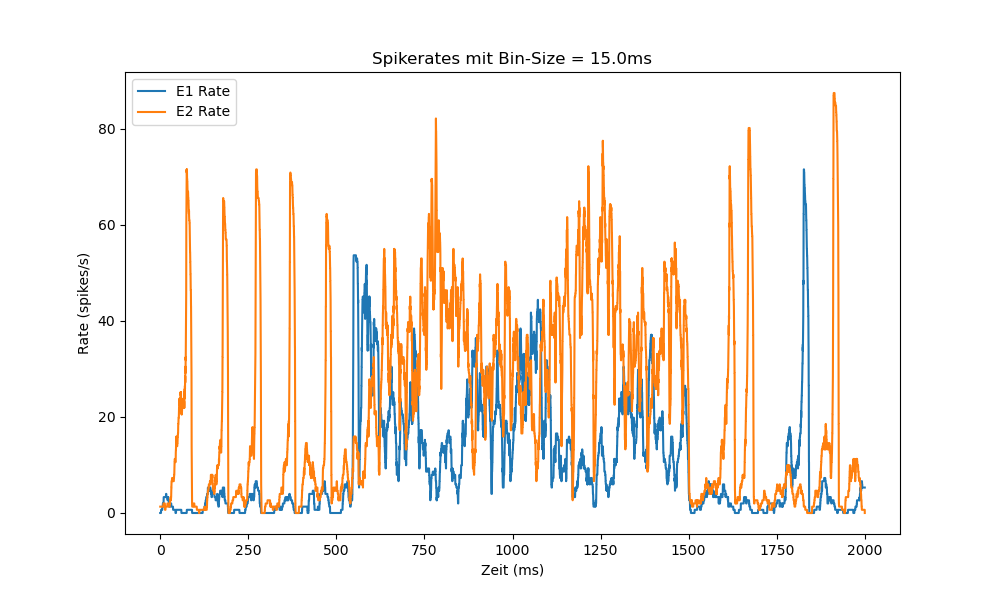 Spikerates mit Bin-Size = 15.0ms
E1 Rate
E2 Rate
80
60
40
20
0
Rate (spikes/s)
0 250 500 750 1000 1250 1500 1750 2000
Zeit (ms)